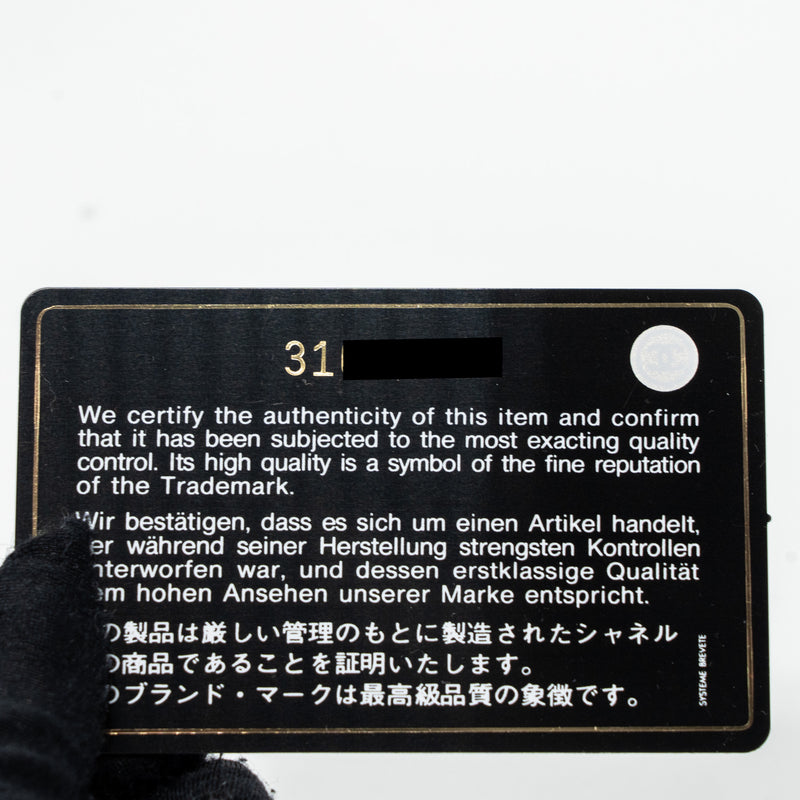 31
We certify the authenticity of this item and confirm
that it has been subjected to the most exacting quality
control. Its high quality is a symbol of the fine reputation
of the Trademark.
Wir bestätigen, dass es sich um einen Artikel handelt,
er während seiner Herstellung strengsten Kontrollen
nterworfen war, und dessen erstklassige Qualität
em hohen Ansehen unserer Marke entspricht.
の製品は厳しい管理のもとに製造されたシャネル
の商品であることを証明いたします。
のブランド・マークは最高級品質の象徴です。
SYSTEME BREVETE